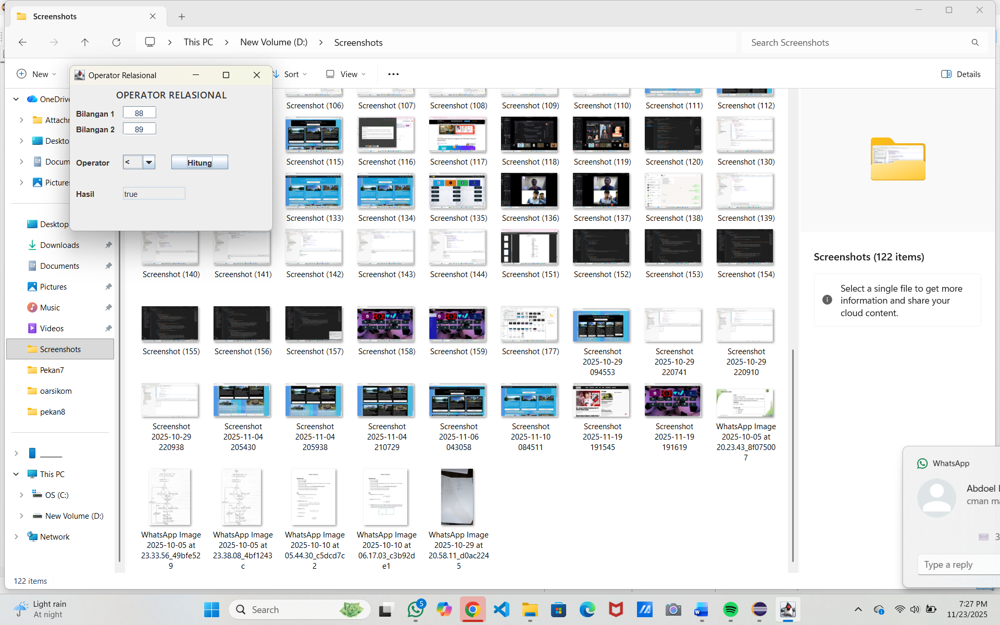 Screenshots
This PC
New Volume (D:)
Screenshots
Search Screenshots
New
Sort
View
Details
Operator Relasional
OPERATOR RELASIONAL
Bilangan 1
88
Bilangan 2
89
Operator
<
Hitung
Hasil
true
OneDrive
Attachr
Deskto
Docum
Pictures
Desktop
Downloads
Documents
Pictures
Music
Videos
Screenshots
Pekan7
oarsikom
pekan8
This PC
OS (C:)
New Volume (D:)
Network
122 items
Screenshot (106)
Screenshot (107)
Screenshot (108)
Screenshot (109)
Screenshot (110)
Screenshot (111)
Screenshot (112)
Screenshot (115)
Screenshot (116)
Screenshot (117)
Screenshot (118)
Screenshot (119)
Screenshot (120)
Screenshot (130)
Screenshot (133)
Screenshot (134)
Screenshot (135)
Screenshot (136)
Screenshot (137)
Screenshot (138)
Screenshot (139)
Screenshot (140)
Screenshot (141)
Screenshot (142)
Screenshot (143)
Screenshot (144)
Screenshot (151)
Screenshot (152)
Screenshot (153)
Screenshot (154)
Screenshot (155)
Screenshot (156)
Screenshot (157)
Screenshot (158)
Screenshot (159)
Screenshot (177)
Screenshot
2025-10-29
094553
Screenshot
2025-10-29
220741
Screenshot
2025-10-29
220910
Screenshot
2025-10-29
220938
Screenshot
2025-11-04
205430
Screenshot
2025-11-04
205938
Screenshot
2025-11-04
210729
Screenshot
2025-11-06
043058
Screenshot
2025-11-10
084511
Screenshot
2025-11-19
191545
Screenshot
2025-11-19
191619
WhatsApp Image
2025-10-05 at
20.23.43_8f07500
7
WhatsApp Image
2025-10-05 at
23.33.56_49bfe52
9
WhatsApp Image
2025-10-05 at
23.38.08_4bf1243
c
WhatsApp Image
2025-10-10 at
05.44.30_c5dcd7c
2
WhatsApp Image
2025-10-10 at
06.17.03_c3b92d
e1
WhatsApp Image
2025-10-29 at
20.58.11_d0ac224
5
Screenshots (122 items)
Select a single file to get more
information and share your
cloud content.
WhatsApp
Abdoel
cman ma
3
Type a reply
Light rain
At night
Search
5
7:27 PM
11/23/2025